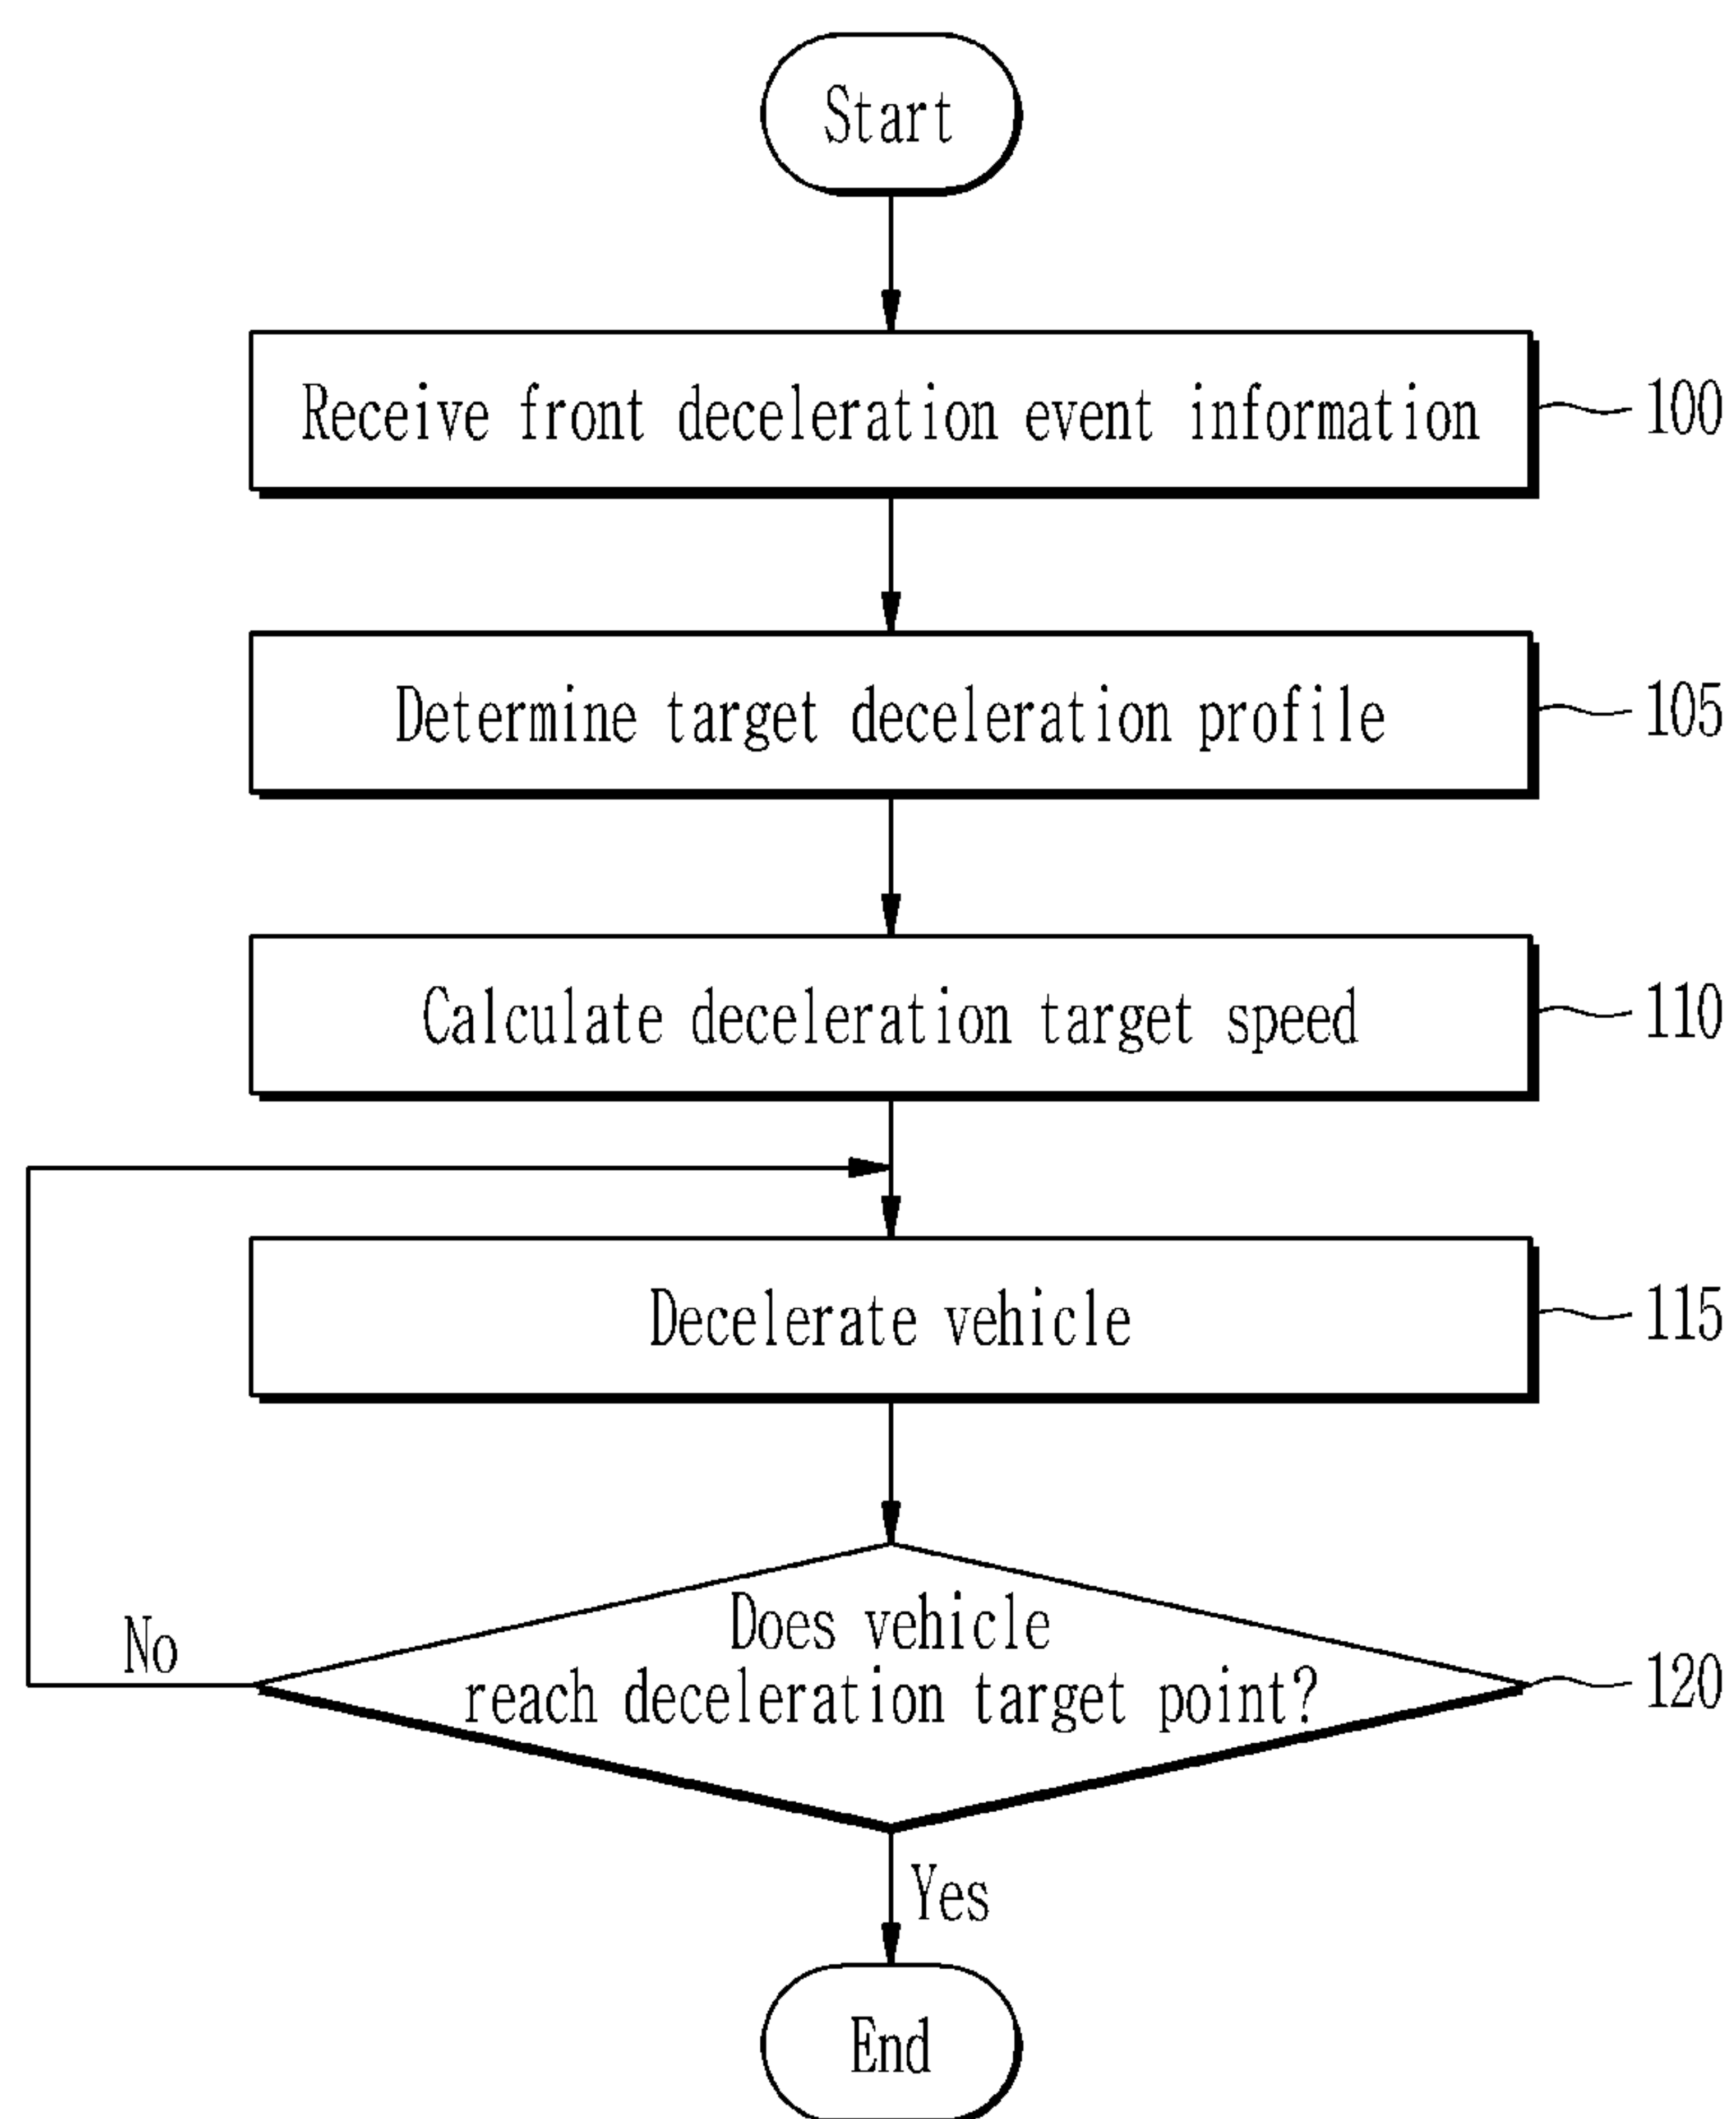 Start
Receive front deceleration event information
100
Determine target deceleration profile
105
Calculate deceleration target speed
110
Decelerate vehicle
115
Does vehicle
reach deceleration target point?
120
No
Yes
End